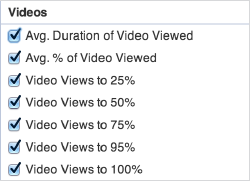 Videos
Avg. Duration of Video Viewed
Avg. % of Video Viewed
Video Views to 25%
Video Views to 50%
Video Views to 75%
Video Views to 95%
Video Views to 100%